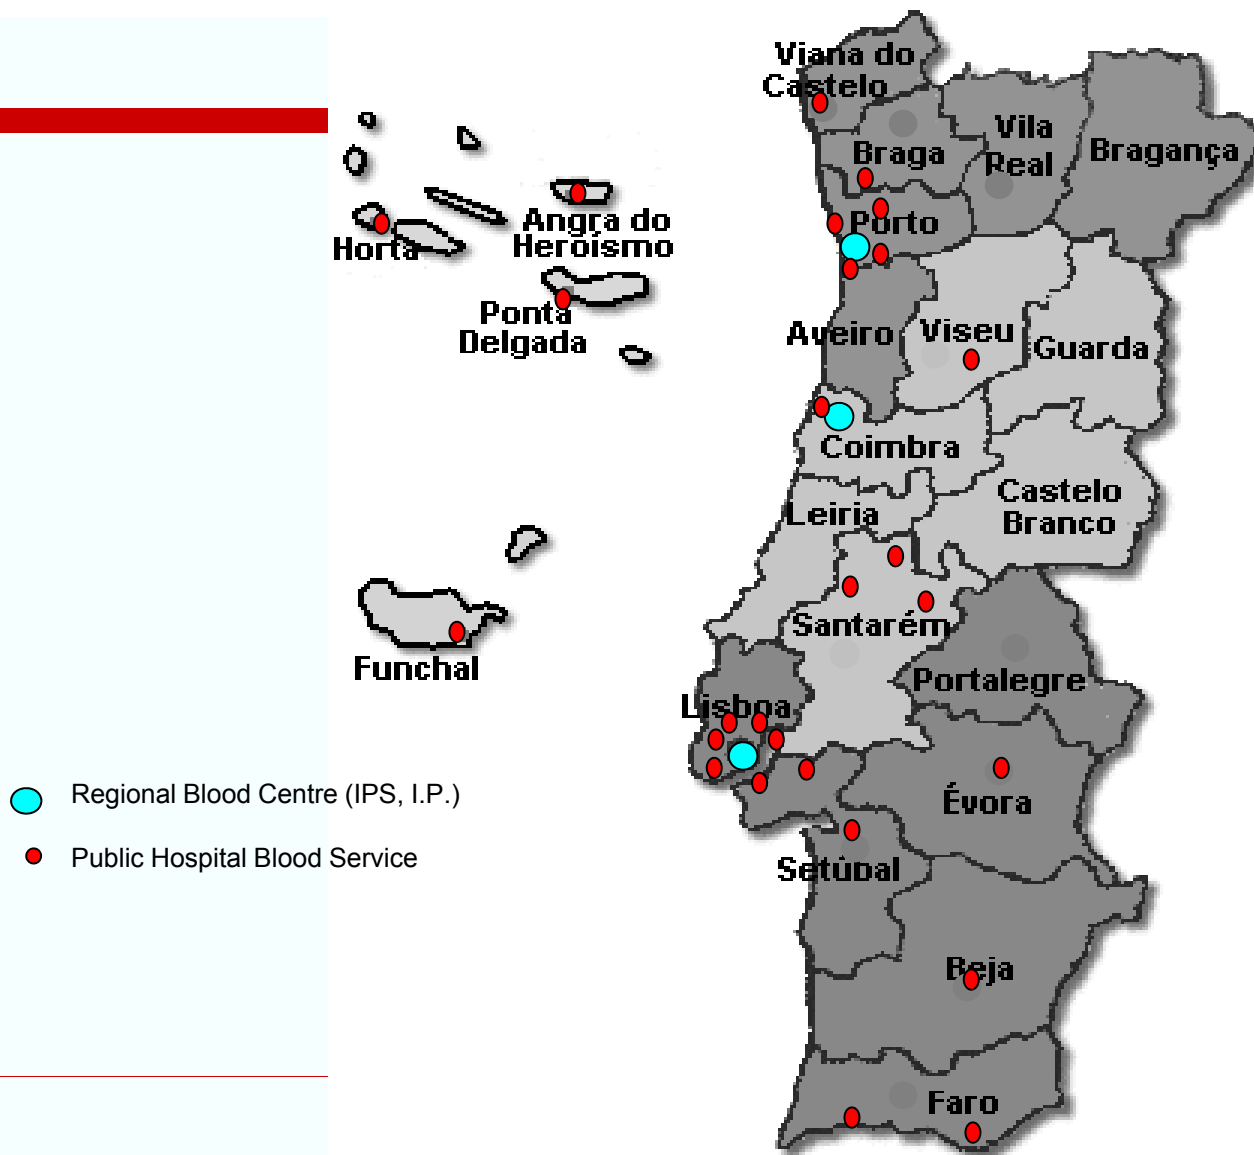 Viana do
Castelo
Braga
Vila
Real
Bragança
Porto
Angra do
Heroísmo
Horta
Ponta
Delgada
Aveiro
Viseu
Guarda
Coimbra
Castelo
Branco
Leiria
Santarém
Funchal
Portalegre
Lisboa
Évora
Regional Blood Centre (IPS, I.P.)
Public Hospital Blood Service
Setúbal
Beja
Faro